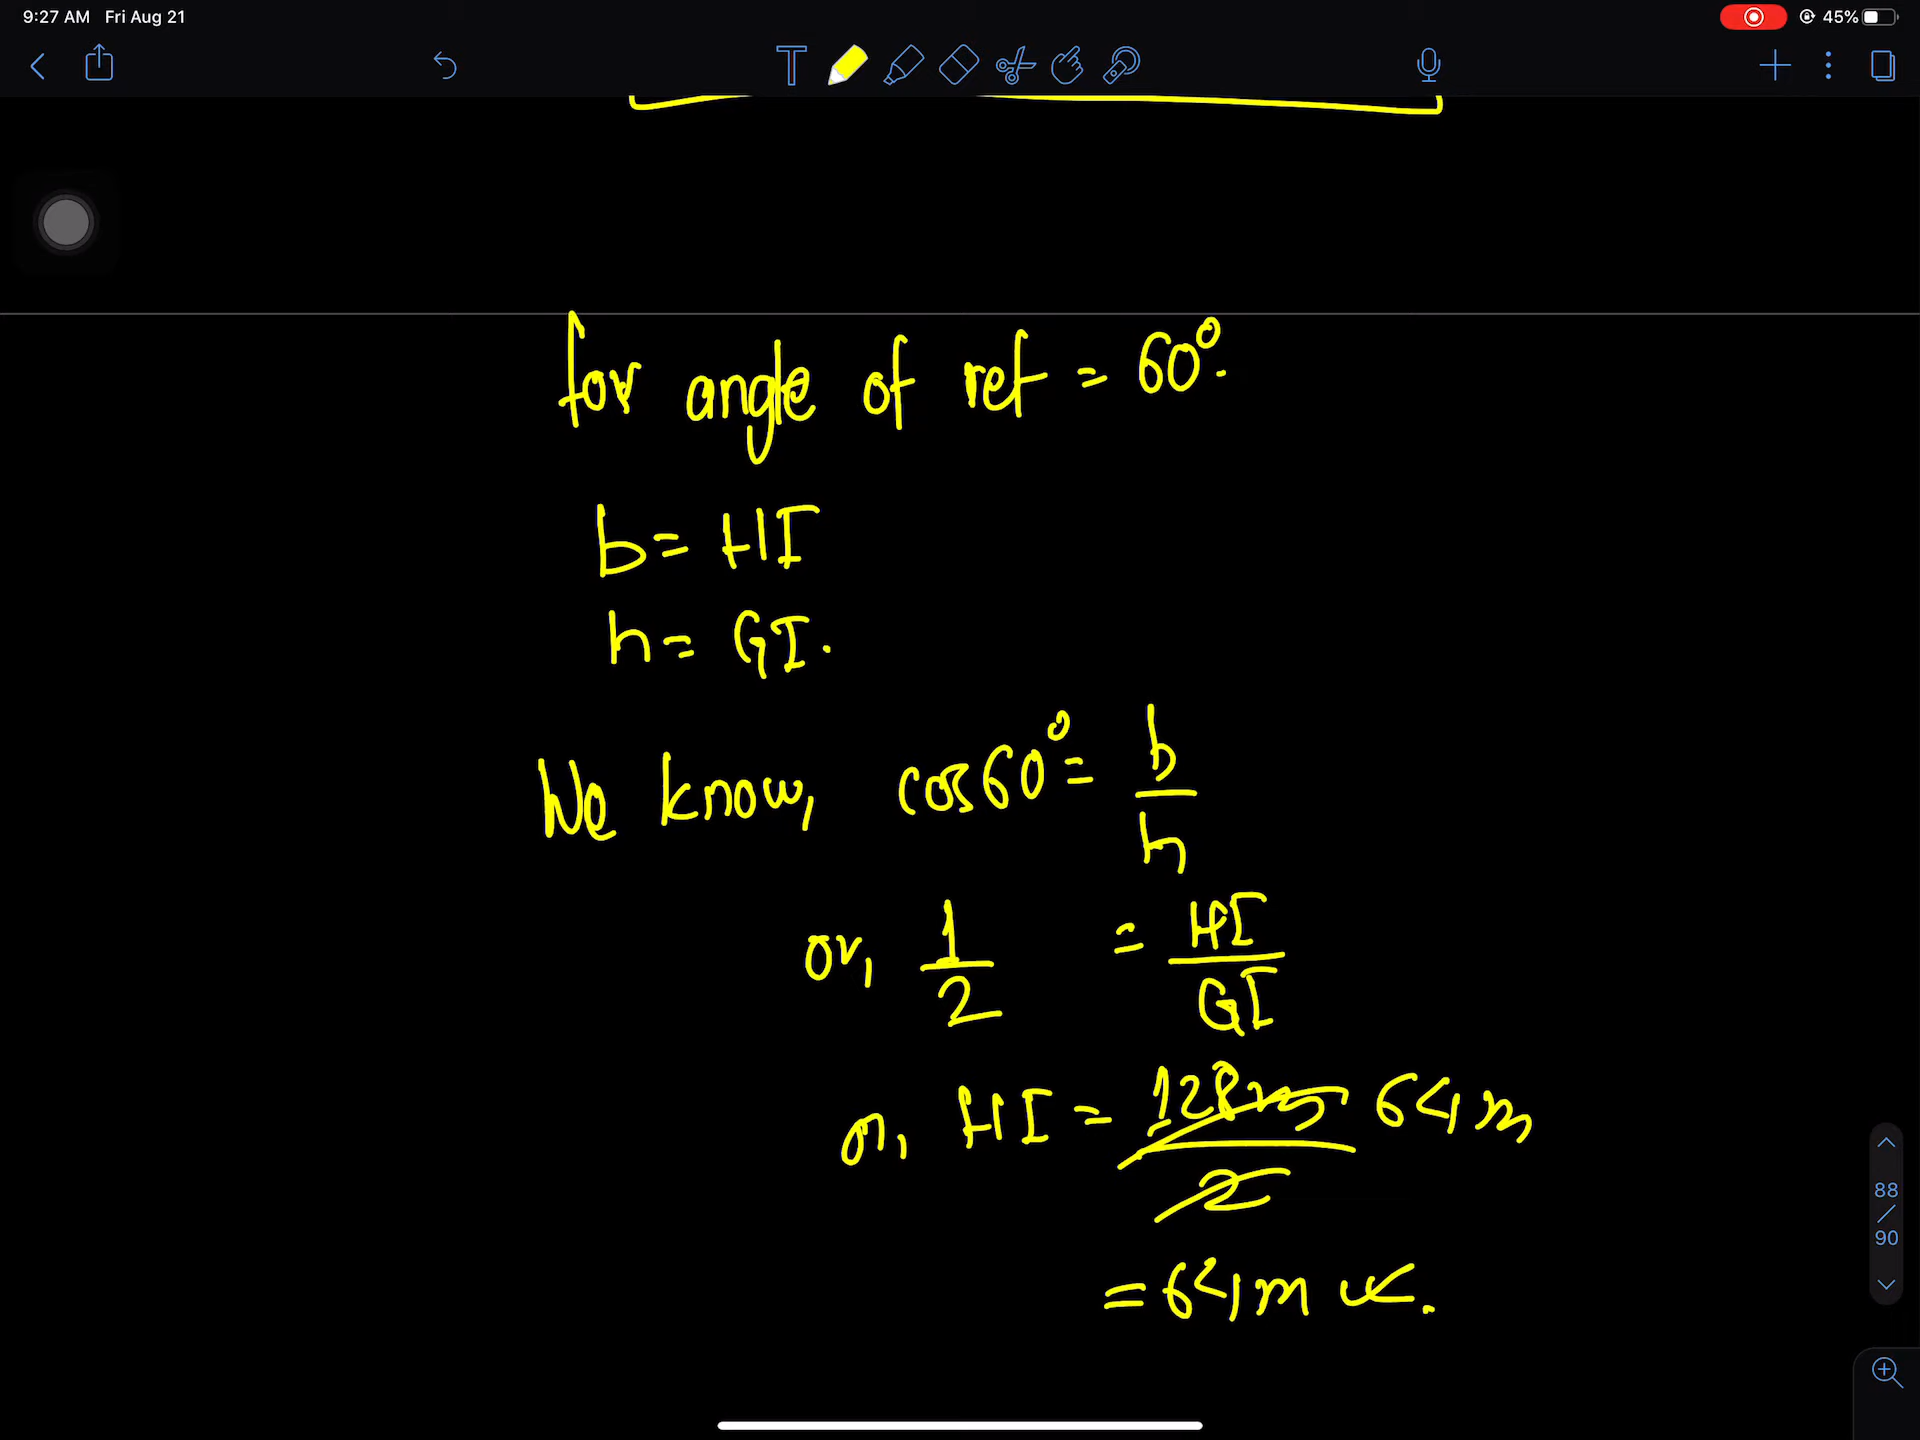 9:27 AM Fri Aug 21
45%
for angle of ref = 60°.
b = HI
h = GI.
We know, cos60° = b/h
or, 1/2 = HI/GI
or, HI = 128m/2 64m
= 64m
88
/
90